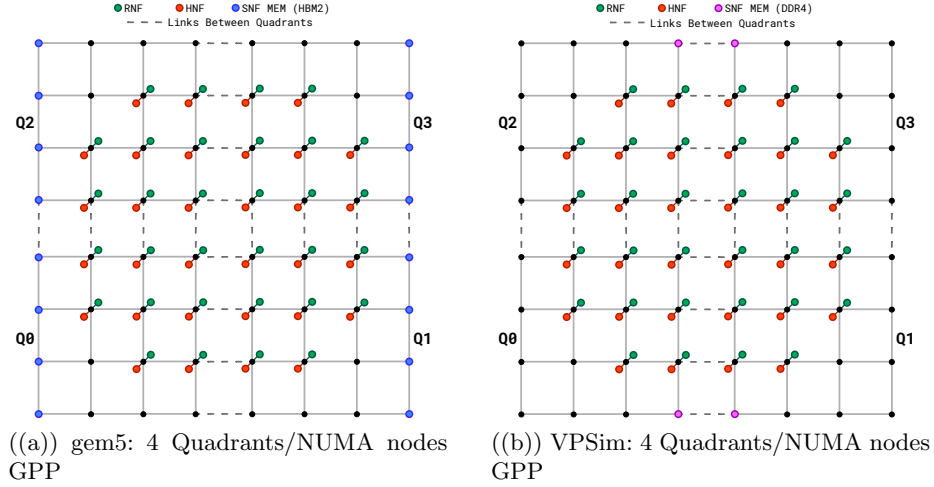 RNF HNF SNF MEM (HBM2)
Links Between Quadrants
Q2
Q3
Q0
Q1
((a)) gem5: 4 Quadrants/NUMA nodes
GPP
RNF HNF SNF MEM (DDR4)
Links Between Quadrants
Q2
Q3
Q0
Q1
((b)) VPSim: 4 Quadrants/NUMA nodes
GPP